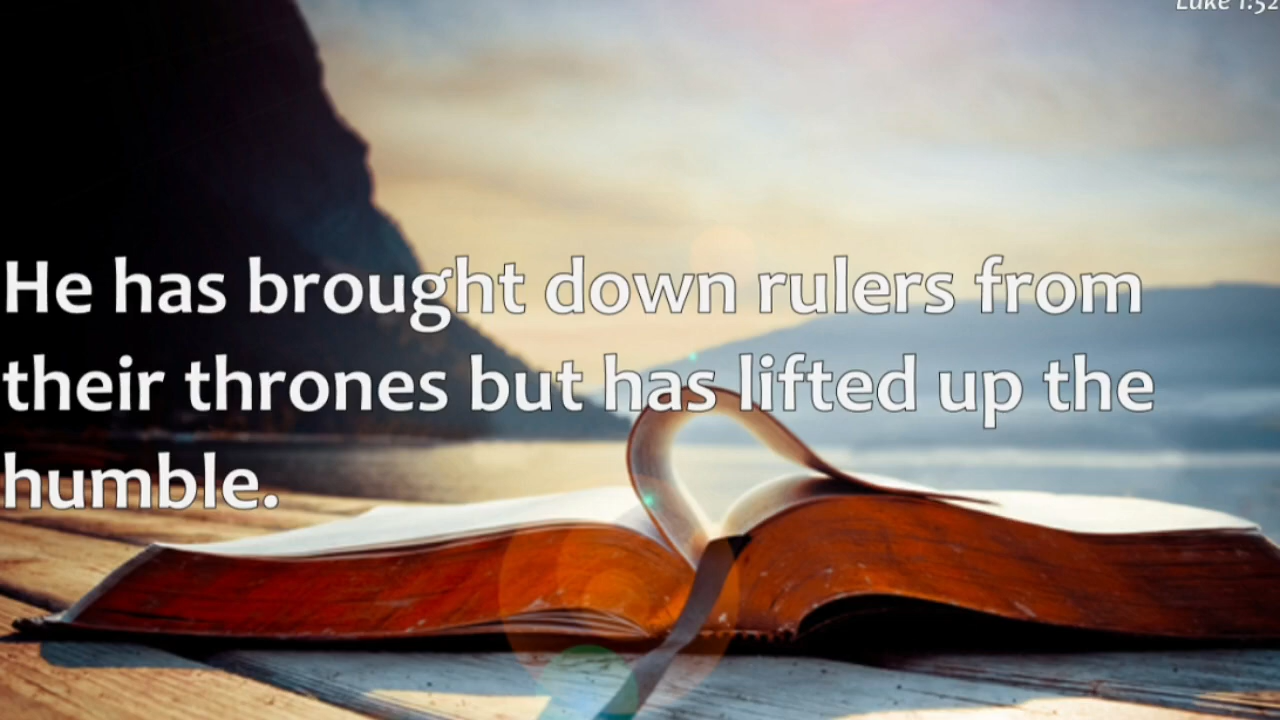 Luke 1:52
He has brought down rulers from
their thrones but has lifted up the
humble.